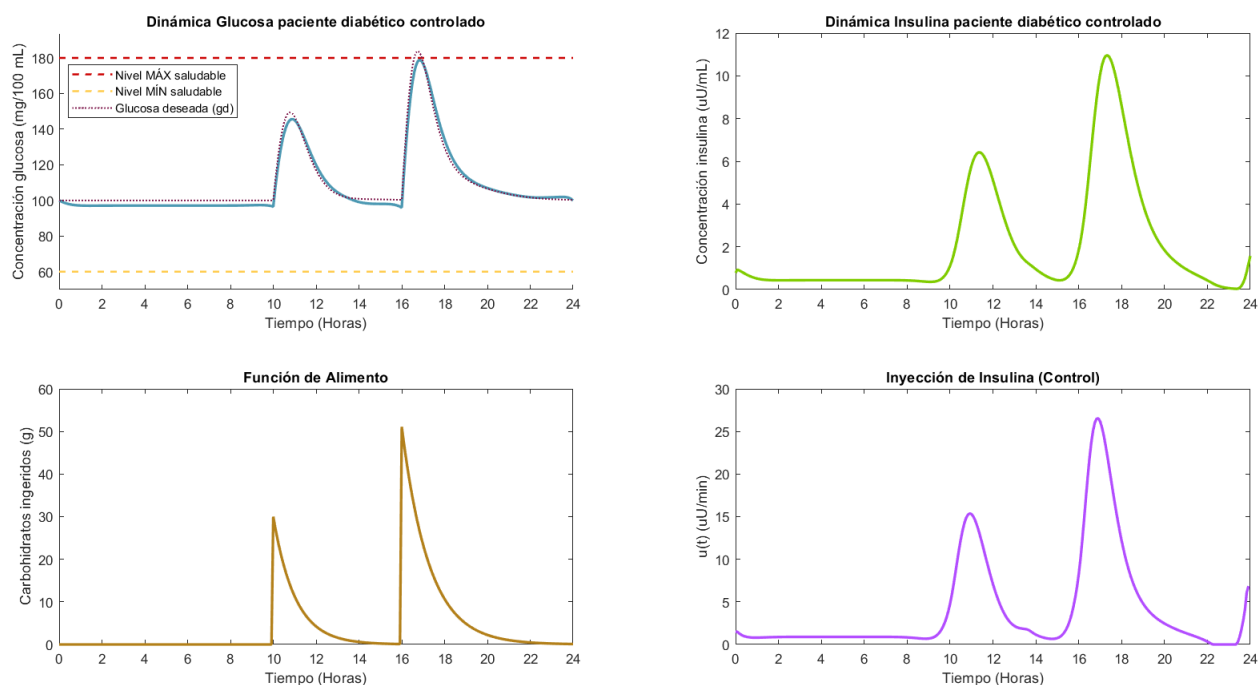 Dinámica Glucosa paciente diabético controlado
Concentración glucosa (mg/100 mL)
180
160
140
120
100
80
60
Nivel MÁX saludable
Nivel MÍN saludable
Glucosa deseada (gd)
0 2 4 6 8 10 12 14 16 18 20 22 24
Tiempo (Horas)
Dinámica Insulina paciente diabético controlado
Concentración insulina (uU/mL)
12
10
8
6
4
2
0
0 2 4 6 8 10 12 14 16 18 20 22 24
Tiempo (Horas)
Función de Alimento
Carbohidratos ingeridos (g)
60
50
40
30
20
10
0
0 2 4 6 8 10 12 14 16 18 20 22 24
Tiempo (Horas)
Inyección de Insulina (Control)
u(t) (uU/min)
30
25
20
15
10
5
0
0 2 4 6 8 10 12 14 16 18 20 22 24
Tiempo (Horas)